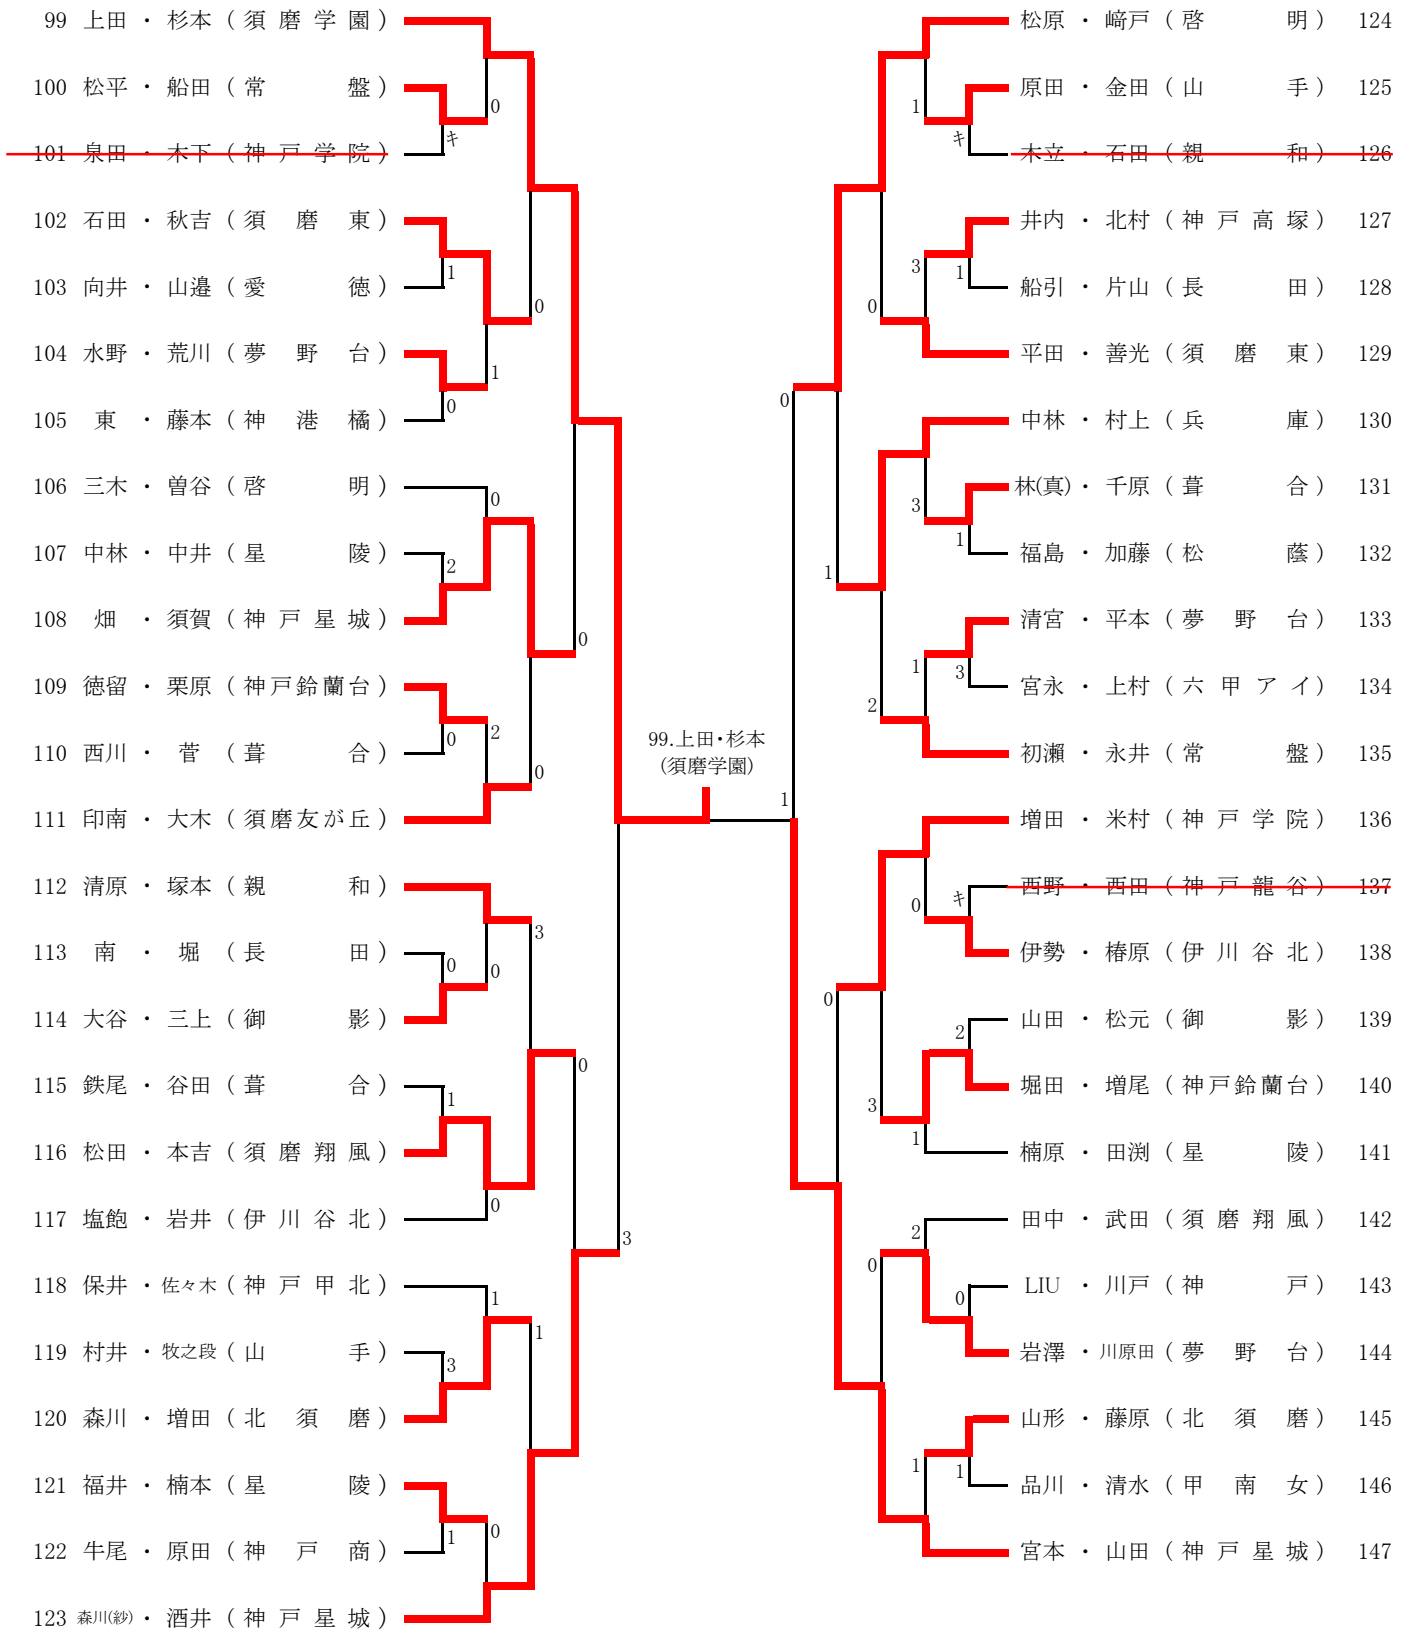 99 上田・杉本(須磨学園)
100 松平・船田(常盤)
0
キ
101 泉田・木下(神戸学院)
102 石田・秋吉(須磨東)
1
103 向井・山邉(愛徳)
0
104 水野・荒川(夢野台)
1
0
105 東・藤本(神港橘)
106 三木・曽谷(啓明)
0
107 中林・中井(星陵)
2
108 畑・須賀(神戸星城)
0
109 徳留・栗原(神戸鈴蘭台)
2
0
110 西川・菅(葺合)
0
111 印南・大木(須磨友が丘)
112 清原・塚本(親和)
3
113 南・堀(長田)
0
0
114 大谷・三上(御影)
0
115 鉄尾・谷田(葺合)
1
116 松田・本吉(須磨翔風)
0
117 塩飽・岩井(伊川谷北)
3
118 保井・佐々木(神戸甲北)
1
1
119 村井・牧之段(山手)
3
120 森川・増田(北須磨)
121 福井・楠本(星陵)
0
1
122 牛尾・原田(神戸商)
123 森川(紗)・酒井(神戸星城)
99.上田・杉本
(須磨学園)
1
松原・﨑戸(啓明) 124
原田・金田(山手) 125
1
キ
木立・石田(親和) 126
井内・北村(神戸高塚) 127
3
1
船引・片山(長田) 128
0
平田・善光(須磨東) 129
0
中林・村上(兵庫) 130
林(真)・千原(葺合) 131
3
1
福島・加藤(松蔭) 132
1
清宮・平本(夢野台) 133
1
3
宮永・上村(六甲アイ) 134
2
初瀬・永井(常盤) 135
増田・米村(神戸学院) 136
西野・西田(神戸龍谷) 137
0
キ
伊勢・椿原(伊川谷北) 138
0
山田・松元(御影) 139
2
堀田・増尾(神戸鈴蘭台) 140
3
1
楠原・田渕(星陵) 141
田中・武田(須磨翔風) 142
2
0
LIU・川戸(神戸) 143
0
岩澤・川原田(夢野台) 144
山形・藤原(北須磨) 145
1
1
品川・清水(甲南女) 146
宮本・山田(神戸星城) 147